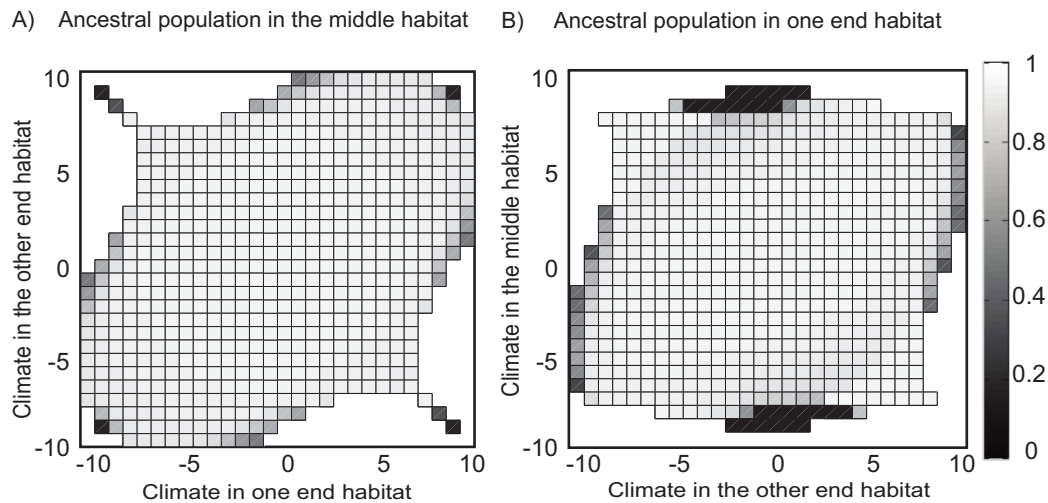 A) Ancestral population in the middle habitat
B) Ancestral population in one end habitat
Climate in the other end habitat
10
5
0
-5
-10
-10 -5 0 5 10
Climate in one end habitat
Climate in the middle habitat
10
5
0
-5
-10
-10 -5 0 5 10
Climate in the other end habitat
1
0.8
0.6
0.4
0.2
0